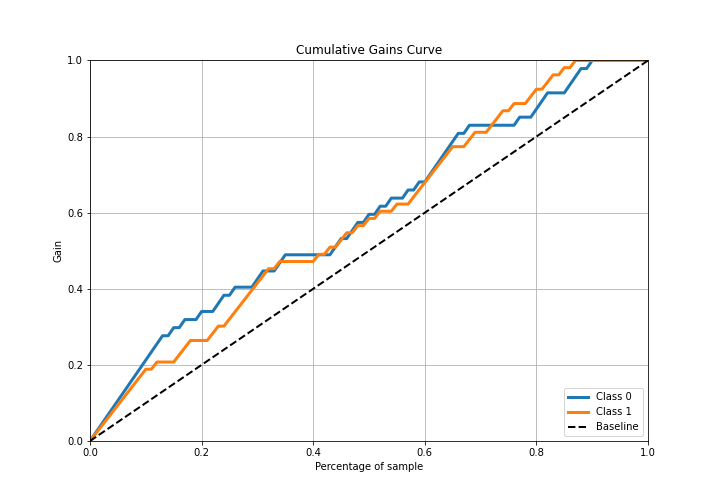 Cumulative Gains Curve
1.0
0.8
0.6
0.4
0.2
0.0
Gain
0.0 0.2 0.4 0.6 0.8 1.0
Percentage of sample
Class 0
Class 1
Baseline